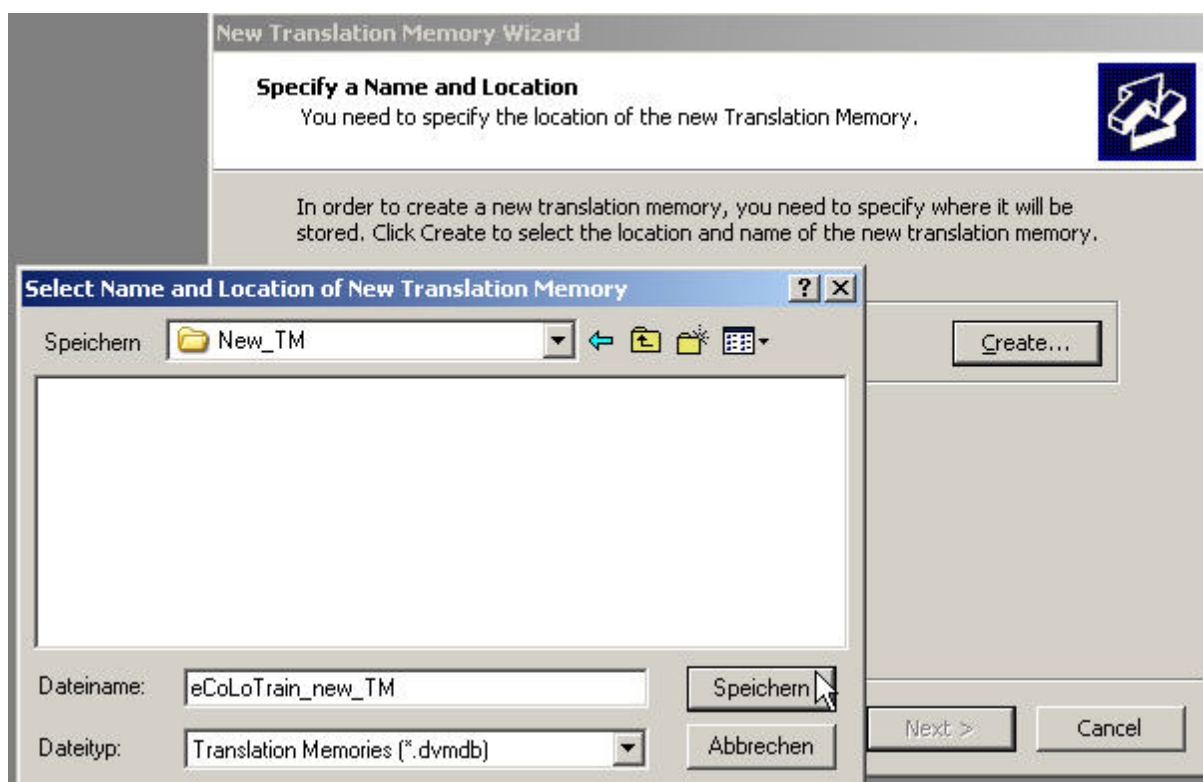 New Translation Memory Wizard
Specify a Name and Location
You need to specify the location of the new Translation Memory.
In order to create a new translation memory, you need to specify where it will be
stored. Click Create to select the location and name of the new translation memory.
Select Name and Location of New Translation Memory
Speichern New_TM
Create...
Dateiname: eCoLoTrain_new_TM Speichern
Dateityp: Translation Memories (*.dvmdb) Abbrechen
Next > Cancel